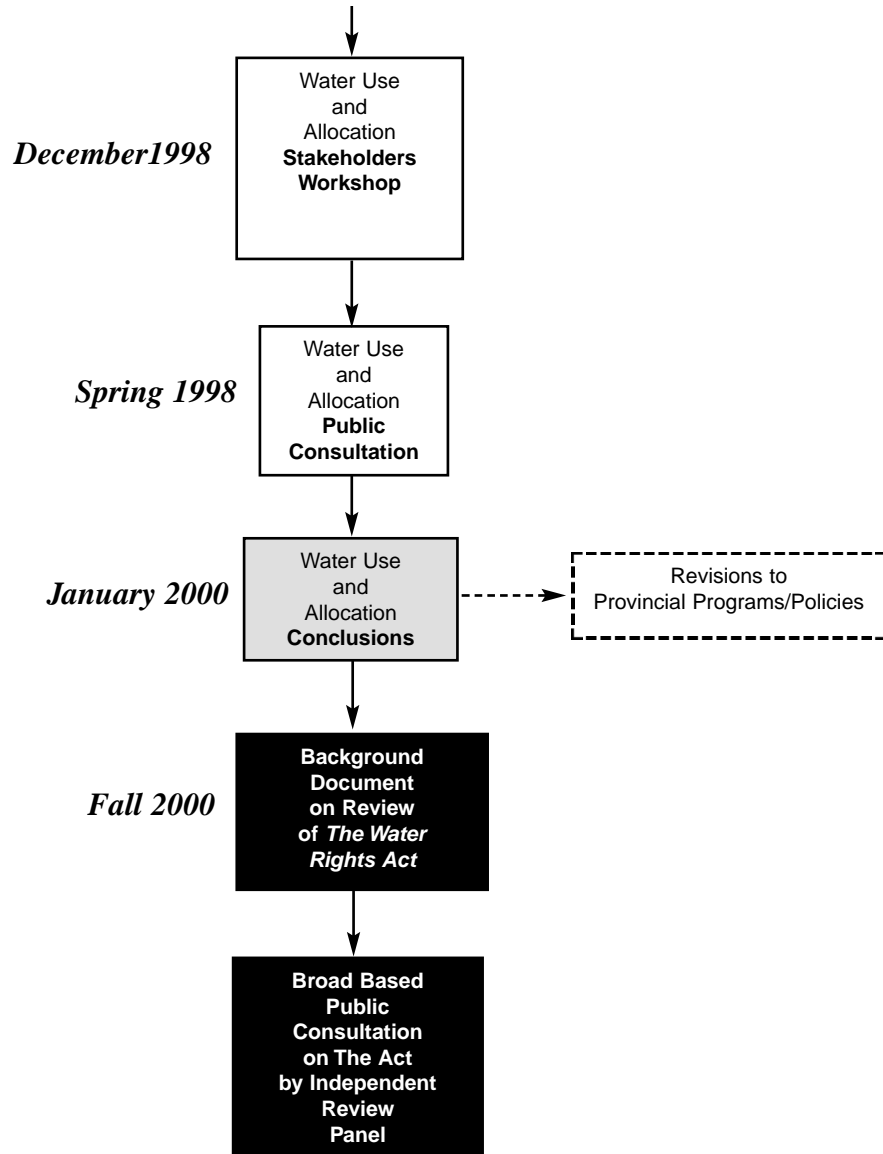 December1998
Water Use
and
Allocation
Stakeholders
Workshop
Spring 1998
Water Use
and
Allocation
Public
Consultation
January 2000
Water Use
and
Allocation
Conclusions
Revisions to
Provincial Programs/Policies
Fall 2000
Background
Document
on Review
of The Water
Rights Act
Broad Based
Public
Consultation
on The Act
by Independent
Review
Panel